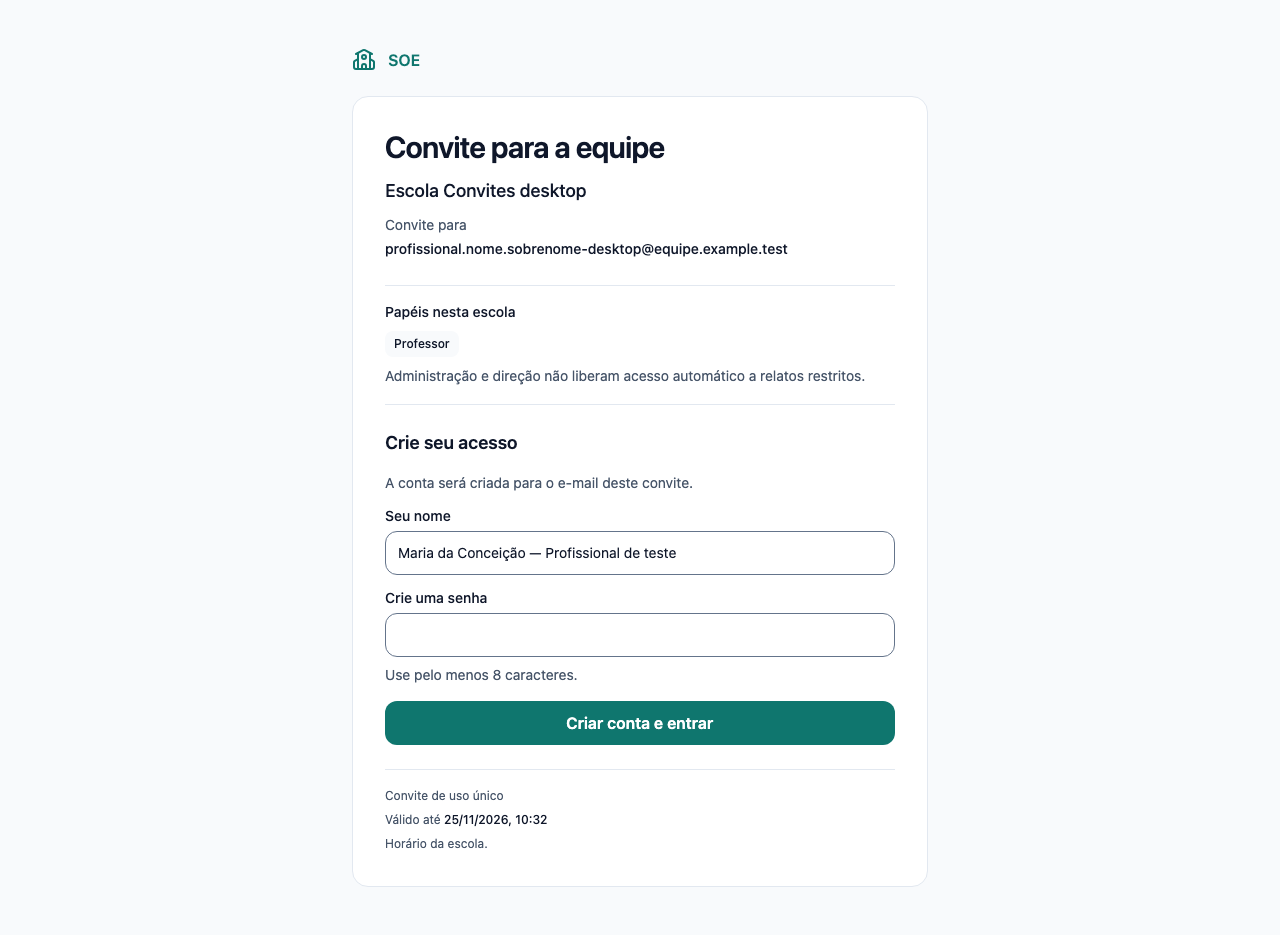 SOE
Convite para a equipe
Escola Convites desktop
Convite para
profissional.nome.sobrenome-desktop@equipe.example.test
Papéis nesta escola
Professor
Administração e direção não liberam acesso automático a relatos restritos.
Crie seu acesso
A conta será criada para o e-mail deste convite.
Seu nome
Maria da Conceição — Profissional de teste
Crie uma senha
Use pelo menos 8 caracteres.
Criar conta e entrar
Convite de uso único
Válido até 25/11/2026, 10:32
Horário da escola.